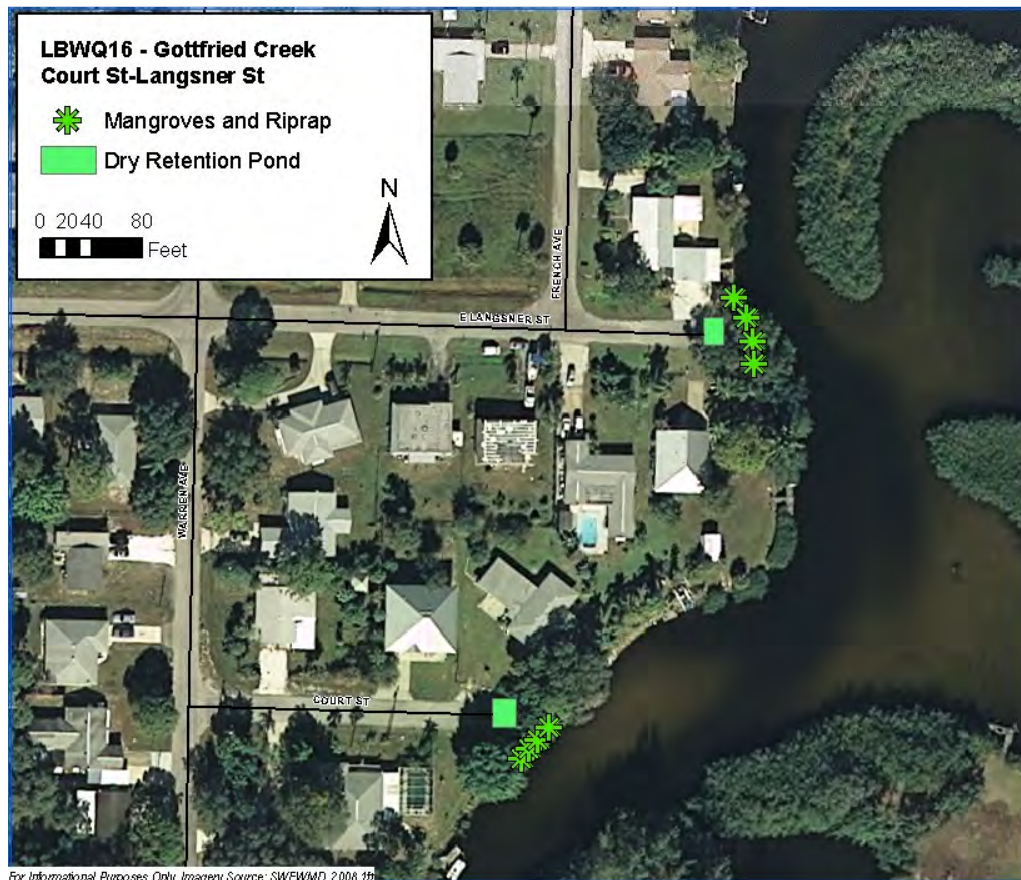 LBWQ16 - Gottfried Creek
Court St-Langsner St
Mangroves and Riprap
Dry Retention Pond
N
0 20 40 80
Feet
FRENCH AVE
E LANGSNER ST
WARREN AVE
COURT ST
For Informational Purposes Only. Imagery Source: SWFWMD, 2008 1ft